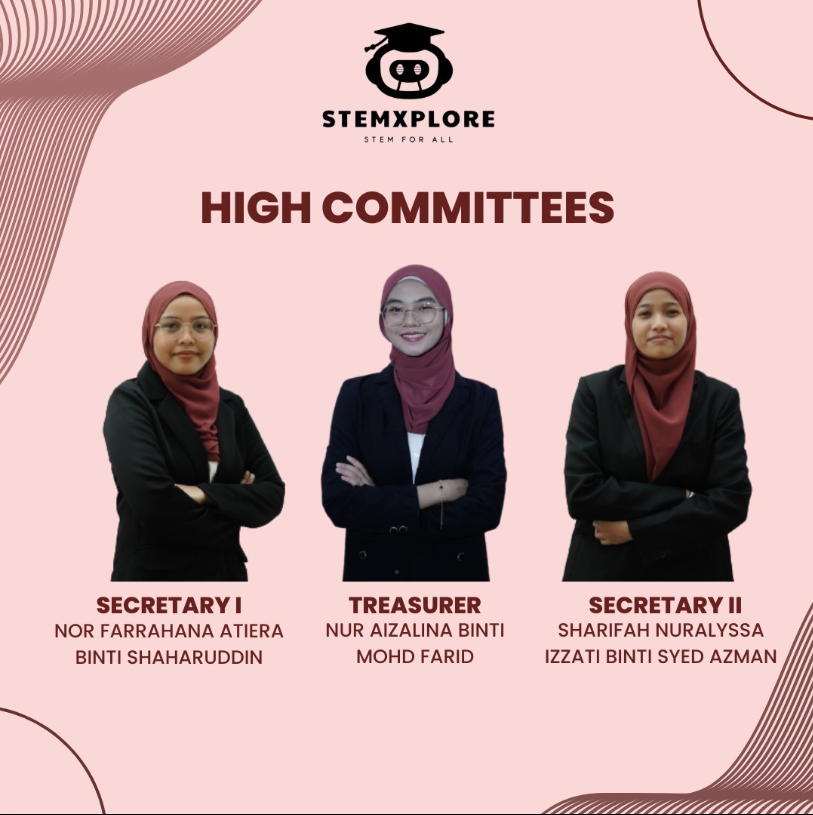 STEMXPLORE
STEM FOR ALL
HIGH COMMITTEES
SECRETARY I
NOR FARRAHANA ATIERA
BINTI SHAHARUDDIN
TREASURER
NUR AIZALINA BINTI
MOHD FARID
SECRETARY II
SHARIFAH NURALYSSA
IZZATI BINTI SYED AZMAN